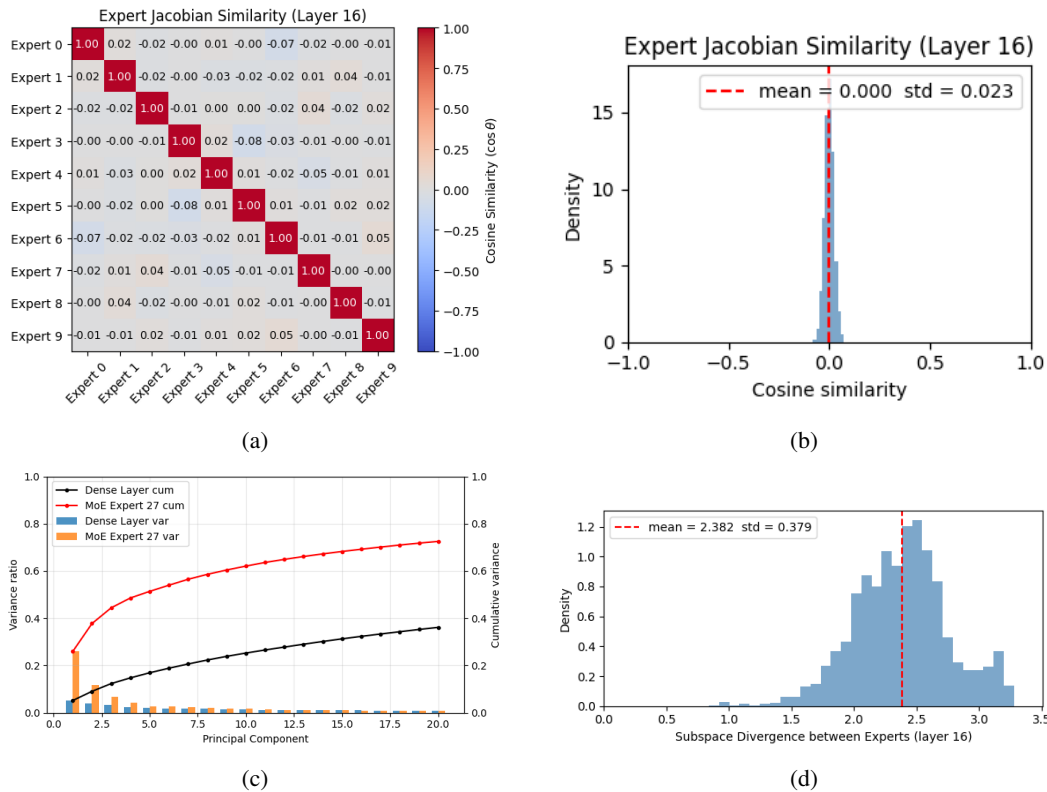 Expert Jacobian Similarity (Layer 16)
Expert 0 1.00 0.02 -0.02 -0.00 0.01 -0.00 -0.07 -0.02 -0.00 -0.01
Expert 1 0.02 1.00 -0.02 -0.00 -0.03 -0.02 -0.02 0.01 0.04 -0.01
Expert 2 -0.02 -0.02 1.00 -0.01 0.00 0.00 -0.02 0.04 -0.02 0.02
Expert 3 -0.00 -0.00 -0.01 1.00 0.02 -0.08 -0.03 -0.01 -0.00 -0.01
Expert 4 0.01 -0.03 0.00 0.02 1.00 0.01 -0.02 -0.05 -0.01 -0.01
Expert 5 -0.00 -0.02 0.00 -0.08 0.01 1.00 0.01 -0.01 0.02 0.02
Expert 6 -0.07 -0.02 -0.02 -0.03 -0.02 0.01 1.00 -0.01 -0.01 0.05
Expert 7 -0.02 0.01 0.04 -0.01 -0.05 -0.01 -0.01 1.00 -0.00 -0.00
Expert 8 -0.00 0.04 -0.02 -0.00 -0.01 0.02 -0.01 -0.00 1.00 -0.01
Expert 9 -0.01 -0.01 0.02 -0.01 -0.01 0.02 0.05 -0.00 -0.01 1.00
Expert 0 Expert 1 Expert 2 Expert 3 Expert 4 Expert 5 Expert 6 Expert 7 Expert 8 Expert 9
1.00
0.75
0.50
0.25
0.00
-0.25
-0.50
-0.75
-1.00
Cosine Similarity (cos θ)
(a)
Expert Jacobian Similarity (Layer 16)
mean = 0.000 std = 0.023
15
10
5
0
Density
-1.0 -0.5 0.0 0.5 1.0
Cosine similarity
(b)
Dense Layer cum
MoE Expert 27 cum
Dense Layer var
MoE Expert 27 var
1.0 1.0
0.8 0.8
0.6 0.6
0.4 0.4
0.2 0.2
0.0 0.0
Variance ratio
Cumulative variance
0.0 2.5 5.0 7.5 10.0 12.5 15.0 17.5 20.0
Principal Component
(c)
mean = 2.382 std = 0.379
1.2
1.0
0.8
0.6
0.4
0.2
0.0
Density
0.0 0.5 1.0 1.5 2.0 2.5 3.0 3.5
Subspace Divergence between Experts (layer 16)
(d)